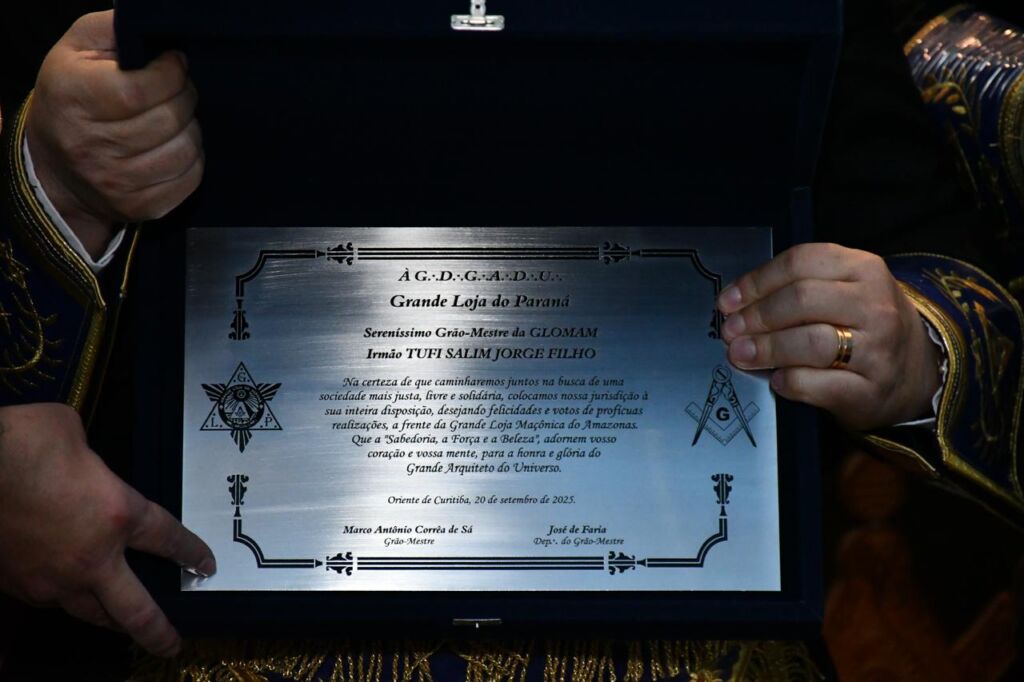 À G∴D∴G∴A∴D∴U∴
Grande Loja do Paraná
Sereníssimo Grão-Mestre da GLOMAM
Irmão TUFI SALIM JORGE FILHO
Na certeza de que caminharemos juntos na busca de uma
sociedade mais justa, livre e solidária, colocamos nossa jurisdição à
sua inteira disposição, desejando felicidades e votos de profícuas
realizações, a frente da Grande Loja Maçônica do Amazonas.
Que a "Sabedoria, a Força e a Beleza", adornem vosso
coração e vossa mente, para a honra e glória do
Grande Arquiteto do Universo.
G
L P
G
Oriente de Curitiba, 20 de setembro de 2025.
Marco Antônio Corrêa de Sá José de Faria
Grão-Mestre Dep∴ do Grão-Mestre